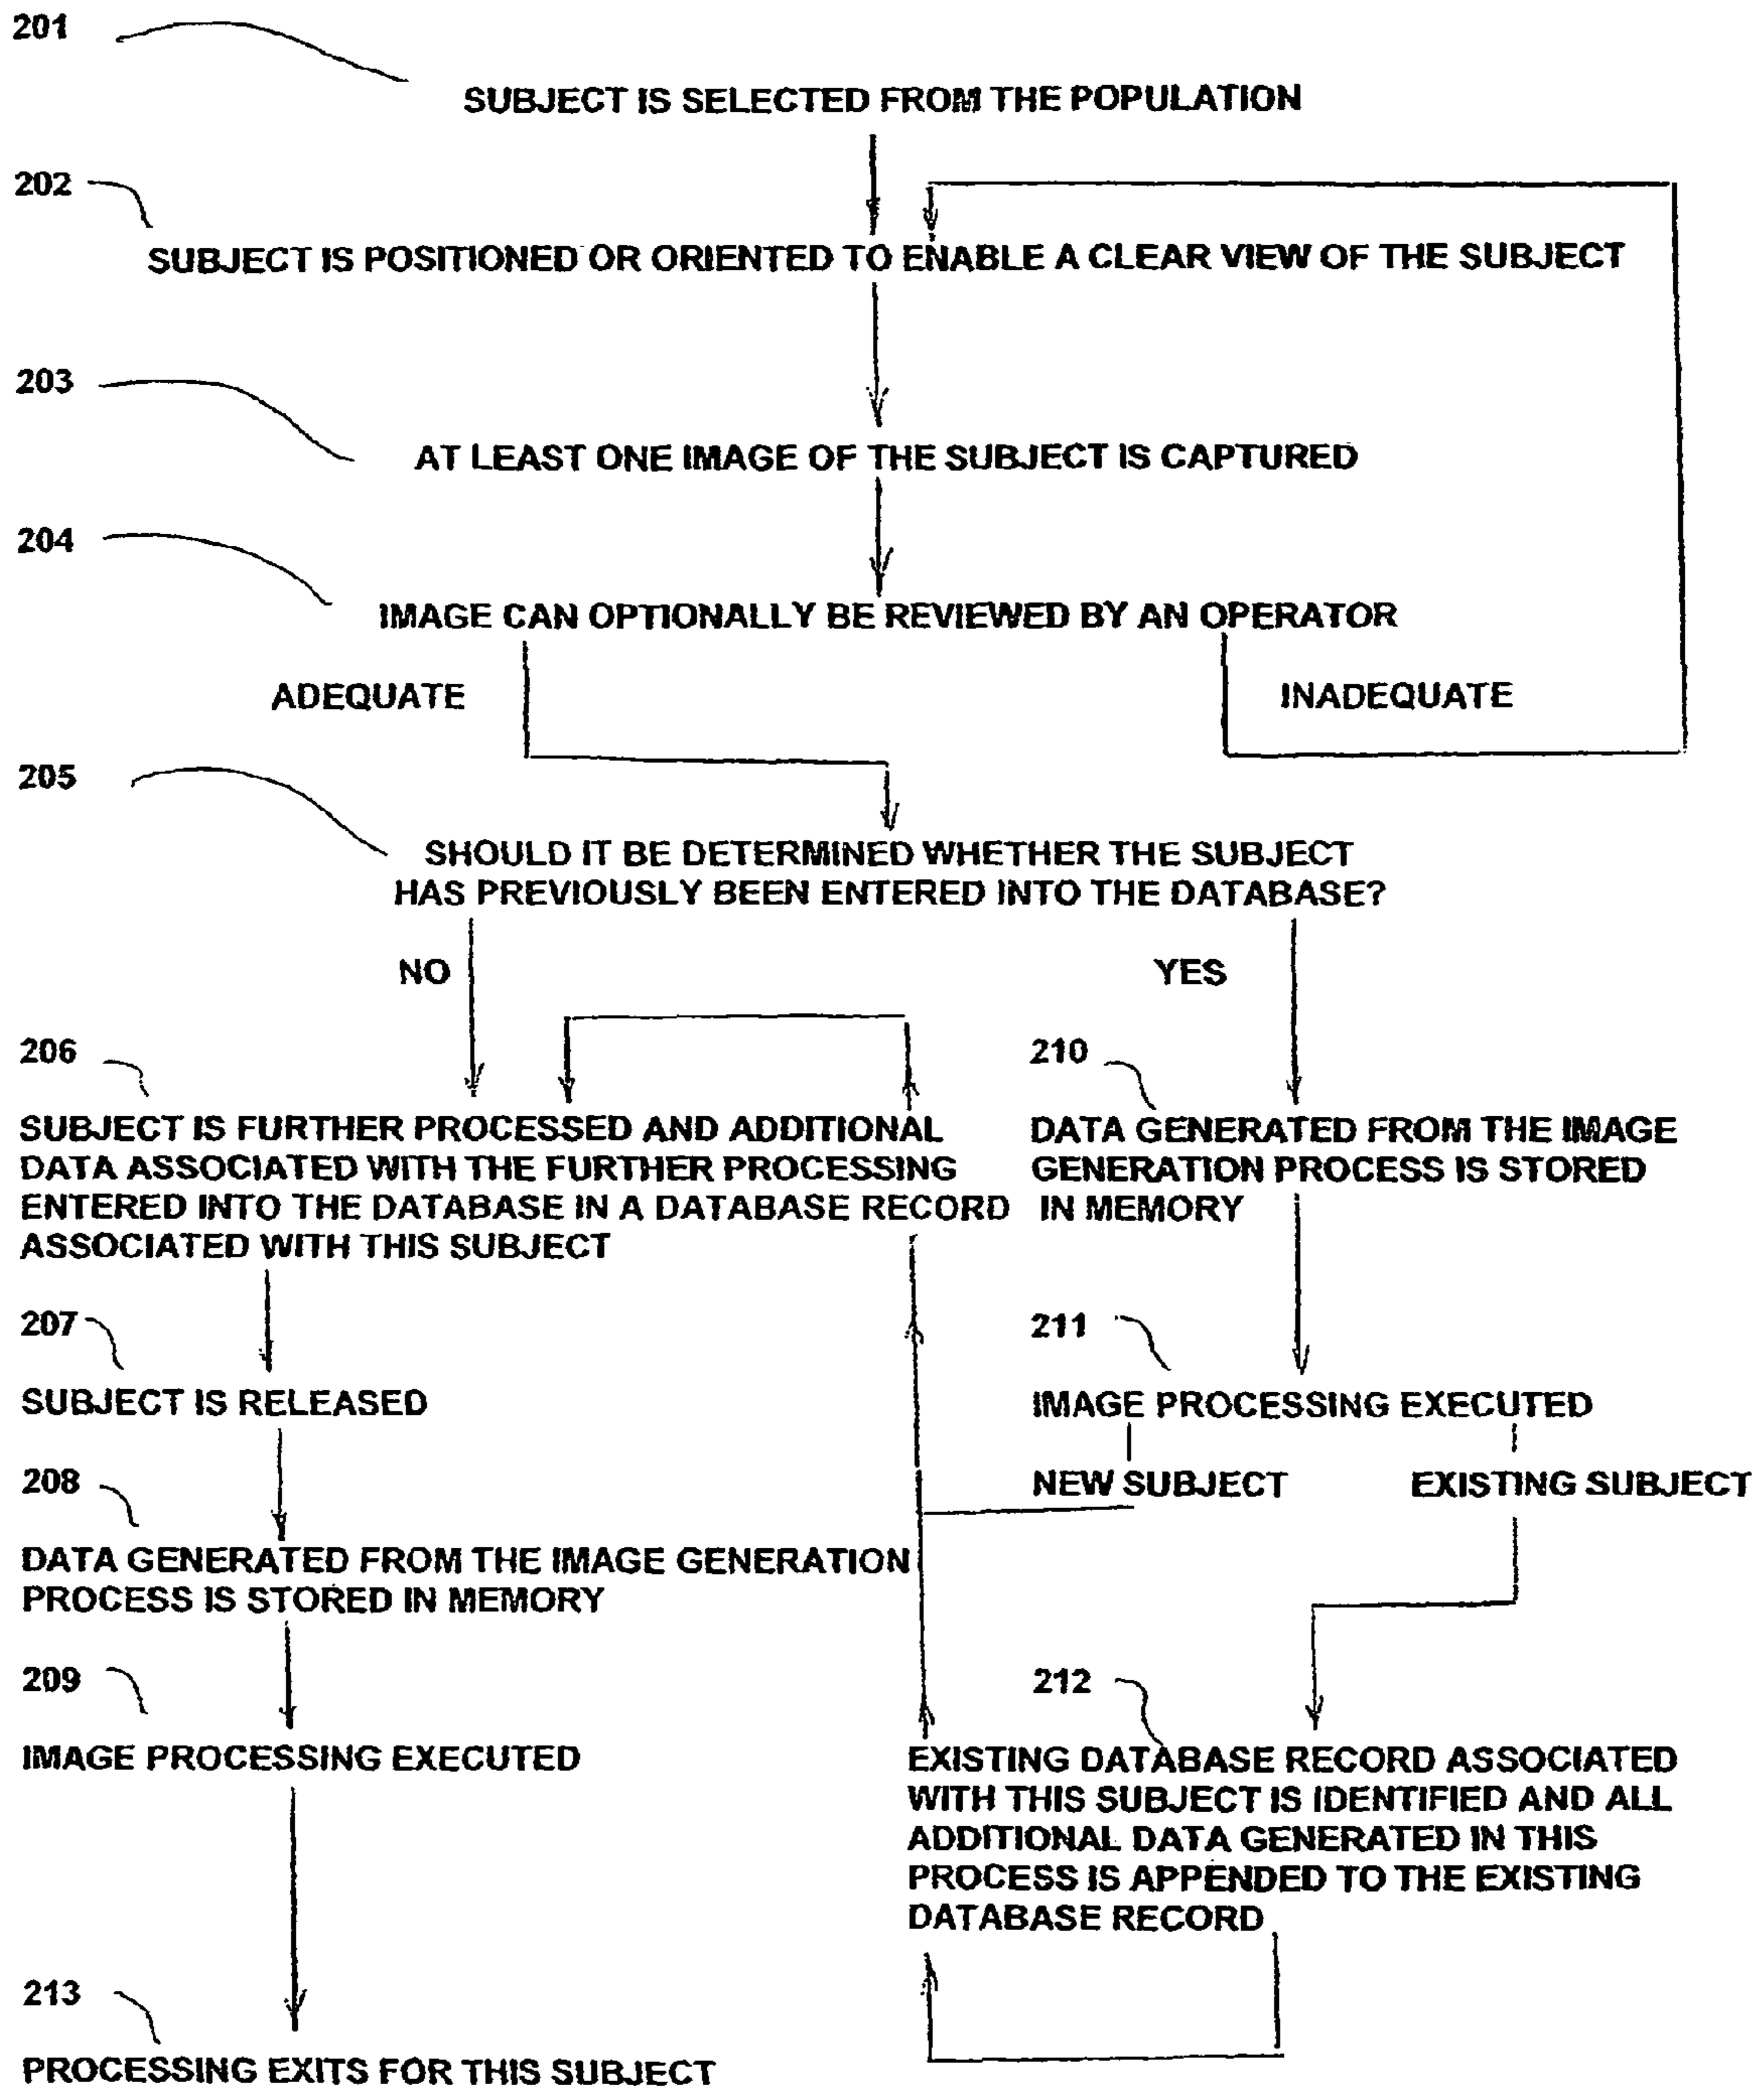 201
SUBJECT IS SELECTED FROM THE POPULATION
202
SUBJECT IS POSITIONED OR ORIENTED TO ENABLE A CLEAR VIEW OF THE SUBJECT
203
AT LEAST ONE IMAGE OF THE SUBJECT IS CAPTURED
204
IMAGE CAN OPTIONALLY BE REVIEWED BY AN OPERATOR
ADEQUATE
INADEQUATE
205
SHOULD IT BE DETERMINED WHETHER THE SUBJECT
HAS PREVIOUSLY BEEN ENTERED INTO THE DATABASE?
NO
YES
206
SUBJECT IS FURTHER PROCESSED AND ADDITIONAL
DATA ASSOCIATED WITH THE FURTHER PROCESSING
ENTERED INTO THE DATABASE IN A DATABASE RECORD
ASSOCIATED WITH THIS SUBJECT
210
DATA GENERATED FROM THE IMAGE
GENERATION PROCESS IS STORED
IN MEMORY
207
SUBJECT IS RELEASED
211
IMAGE PROCESSING EXECUTED
NEW SUBJECT
EXISTING SUBJECT
208
DATA GENERATED FROM THE IMAGE GENERATION
PROCESS IS STORED IN MEMORY
209
IMAGE PROCESSING EXECUTED
212
EXISTING DATABASE RECORD ASSOCIATED
WITH THIS SUBJECT IS IDENTIFIED AND ALL
ADDITIONAL DATA GENERATED IN THIS
PROCESS IS APPENDED TO THE EXISTING
DATABASE RECORD
213
PROCESSING EXITS FOR THIS SUBJECT